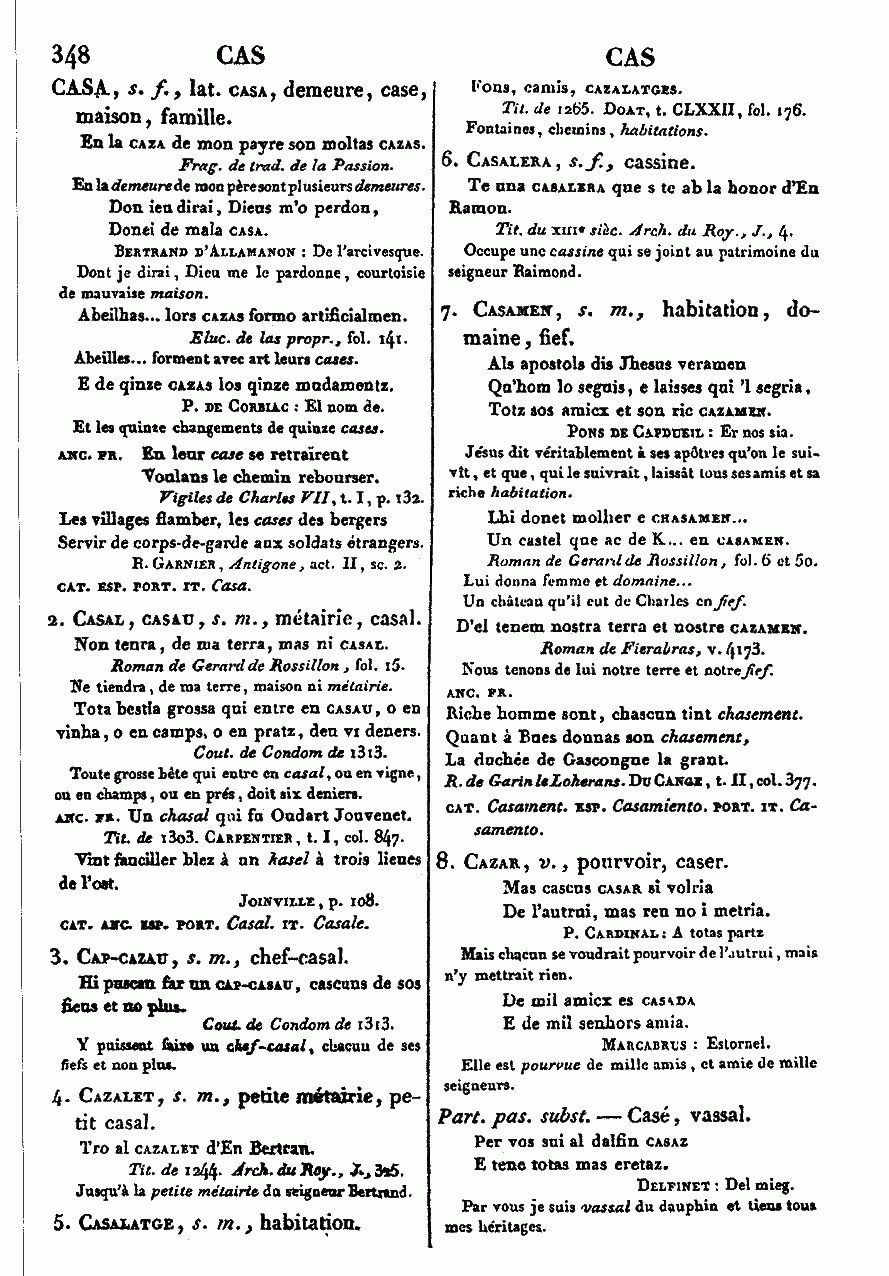 348 CAS CAS
CASA, s. f., lat. CASA, demeure, case,
maison, famille.
En la CAZA de mon payre son moltas CAZAS.
Frag. de trad. de la Passion.
En la demeure de mon père sont plusieurs demeures.
Don ieu dirai, Dieus m'o perdon,
Donei de mala CASA.
BERTRAND D'ALLAMANON : De l'arcivesque.
Dont je dirai, Dieu me le pardonne, courtoisie
de mauvaise maison.
Abeilhas... lors CAZAS formo artificialmen.
Eluc. de las propr., fol. 141.
Abeilles... forment avec art leurs cases.
E de qinze CAZAS los qinze mudamentz.
P. DE CORBIAC : El nom de.
Et les quinze changements de quinze cases.
ANC. FR. En leur case se retraïrent
Voulans le chemin rebourser.
Vigiles de Charles VII, t. I, p. 132.
Les villages flamber, les cases des bergers
Servir de corps-de-garde aux soldats étrangers.
R. GARNIER, Antigone, act. II, sc. 2.
CAT. ESP. PORT. IT. Casa.
2. CASAL, CASAU, s. m., métairie, casal.
Non tenra, de ma terra, mas ni CASAL.
Roman de Gerard de Rossillon, fol. 15.
Ne tiendra, de ma terre, maison ni métairie.
Tota bestia grossa qui entre en CASAU, o en
vinha, o en camps, o en pratz, deu VI deners.
Cout. de Condom de 1313.
Toute grosse bête qui entre en casal, ou en vigne,
ou en champs, ou en prés, doit six deniers.
ANC. FR. Un chasal qui fu Oudart Jouvenet.
Tit. de 1303. CARPENTIER, t. I, col. 847.
Vint fauciller blez à un kasel à trois lieues
de l'ost.
JOINVILLE, p. 108.
CAT. ANC. ESP. PORT. Casal. IT. Casale.
3. CAP-CAZAU, s. m., chef-casal.
Hi puscan far un CAP-CASAU, cascuns de sos
fieus et no plus.
Cout. de Condom de 1313.
Y puissent faire un chef-casal, chacun de ses
fiefs et non plus.
4. CAZALET, s. m., petite métairie, pe-
tit casal.
Tro al CAZALET d'En Bertran.
Tit. de 1244. Arch. du Roy., J., 325.
Jusqu'à la petite métairie du seigneur Bertrand.
5. CASALATGE, s. m., habitation.
Fons, camis, CAZALATGES.
Tit. de 1265. DOAT, t. CLXXII, fol. 176.
Fontaines, chemins, habitations.
6. CASALERA, s. f., cassine.
Te una CASALERA que s te ab la honor d'En
Ramon.
Tit. du XIIIe sièc. Arch. du Roy., J., 4.
Occupe une cassine qui se joint au patrimoine du
seigneur Raimond.
7. CASAMEN, s. m., habitation, do-
maine, fief.
Als apostols dis Jhesus veramen
Qu'hom lo seguis, e laisses qui 'l segria,
Totz sos amicx et son ric CAZAMEN.
PONS DE CAPDUEIL : Er nos sia.
Jésus dit véritablement à ses apôtres qu'on le sui-
vît, et que, qui le suivrait, laissât tous ses amis et sa
riche habitation.
Lhi donet molher e CHASAMEN...
Un castel que ac de K... en CASAMEN.
Roman de Gerard de Rossillon, fol. 6 et 50.
Lui donna femme et domaine...
Un château qu'il eut de Charles en fief.
D'el tenem nostra terra et nostre CAZAMEN.
Roman de Fierabras, v. 4173.
Nous tenons de lui notre terre et notre fief.
ANC. FR.
Riche homme sont, chascun tint chasement.
Quant à Bues donnas son chasement,
La duchée de Gascongne la grant.
R. de Garin le Loherans. DU CANGE, t. II, col. 377.
CAT. Casament. ESP. Casamiento. PORT. IT. Ca-
samento.
8. CAZAR, v., pourvoir, caser.
Mas cascus CASAR si volria
De l'autrui, mas ren no i metria.
P. CARDINAL : A totas partz
Mais chacun se voudrait pourvoir de l'autrui, mais
n'y mettrait rien.
De mil amicx es CASADA
E de mil senhors amia.
MARCABRUS : Estornel.
Elle est pourvue de mille amis, et amie de mille
seigneurs.
Part. pas. subst. — Casé, vassal.
Per vos sui al dalfin CASAZ
E tenc totas mas eretaz.
DELFINET : Del mieg.
Par vous je suis vassal du dauphin et tiens tous
mes héritages.